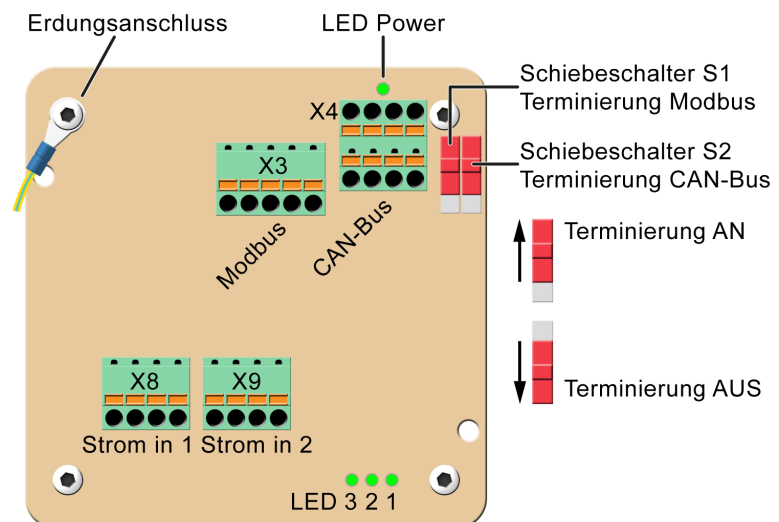 Erdungsanschluss
LED Power
Schiebeschalter S1
Terminierung Modbus
X4
Schiebeschalter S2
Terminierung CAN-Bus
X3
Modbus
CAN-Bus
Terminierung AN
Terminierung AUS
X8
X9
Strom in 1
Strom in 2
LED 3 2 1